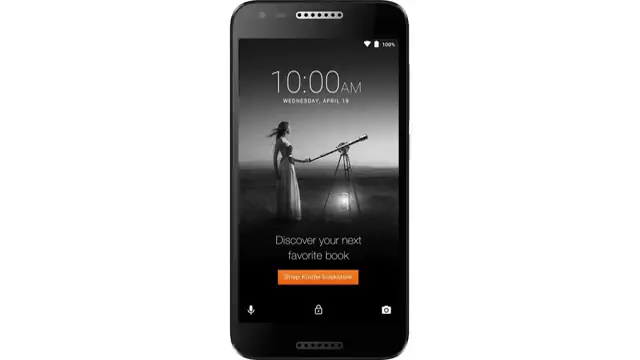 100%
10:00AM
WEDNESDAY, APRIL 19
Discover your next
favorite book
Shop Kindle bookstore